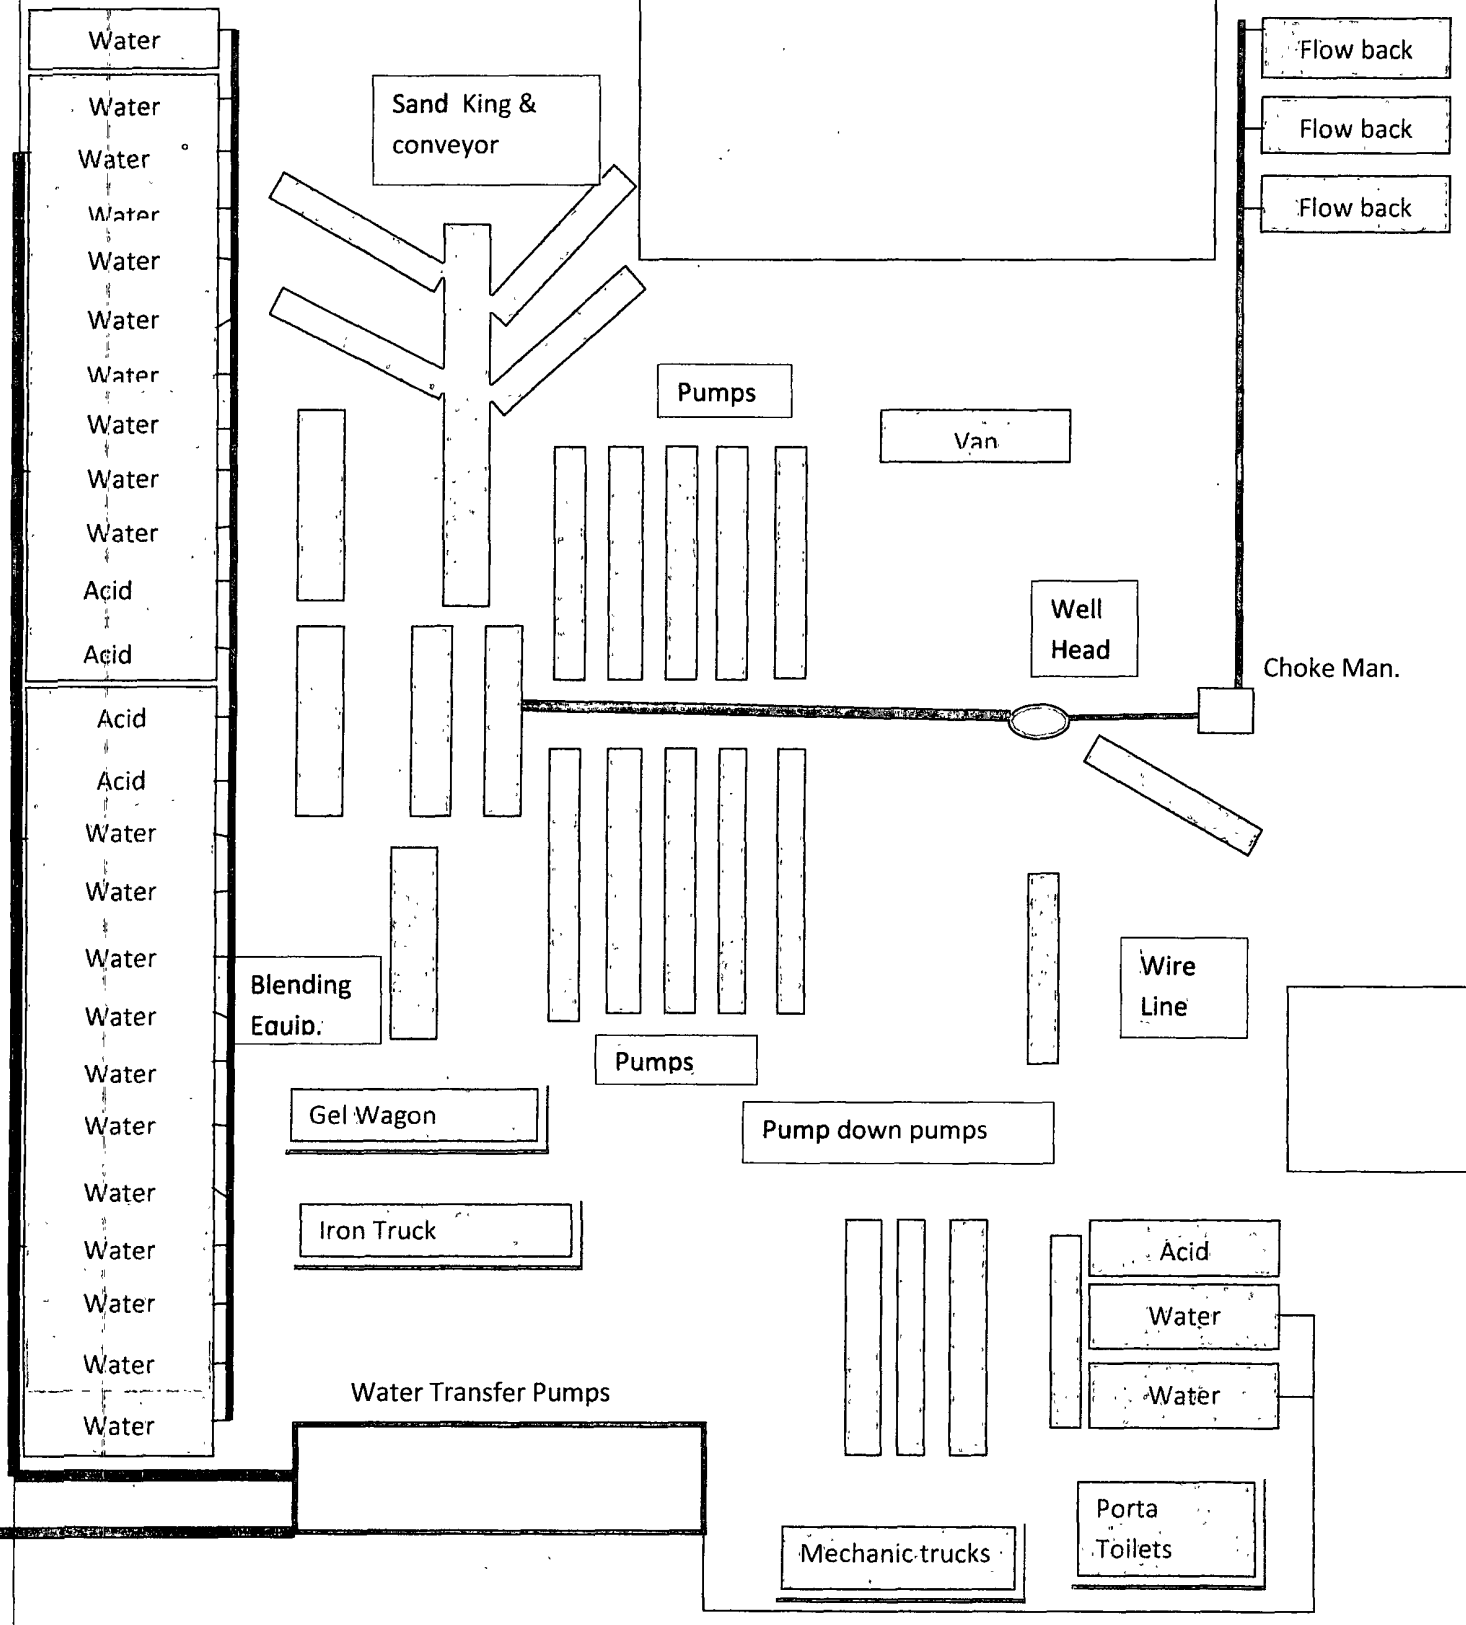 Water
Water
Water
Water
Water
Water
Water
Water
Water
Water
Acid
Acid
Acid
Acid
Water
Water
Water
Water
Water
Water
Water
Water
Water
Water
Water
Sand King &
conveyor
Pumps
Van
Flow back
Flow back
Flow back
Well
Head
Choke Man.
Blending
Equip.
Pumps
Wire
Line
Gel Wagon
Pump down pumps
Iron Truck
Acid
Water
Water
Water Transfer Pumps
Porta
Toilets
Mechanic trucks